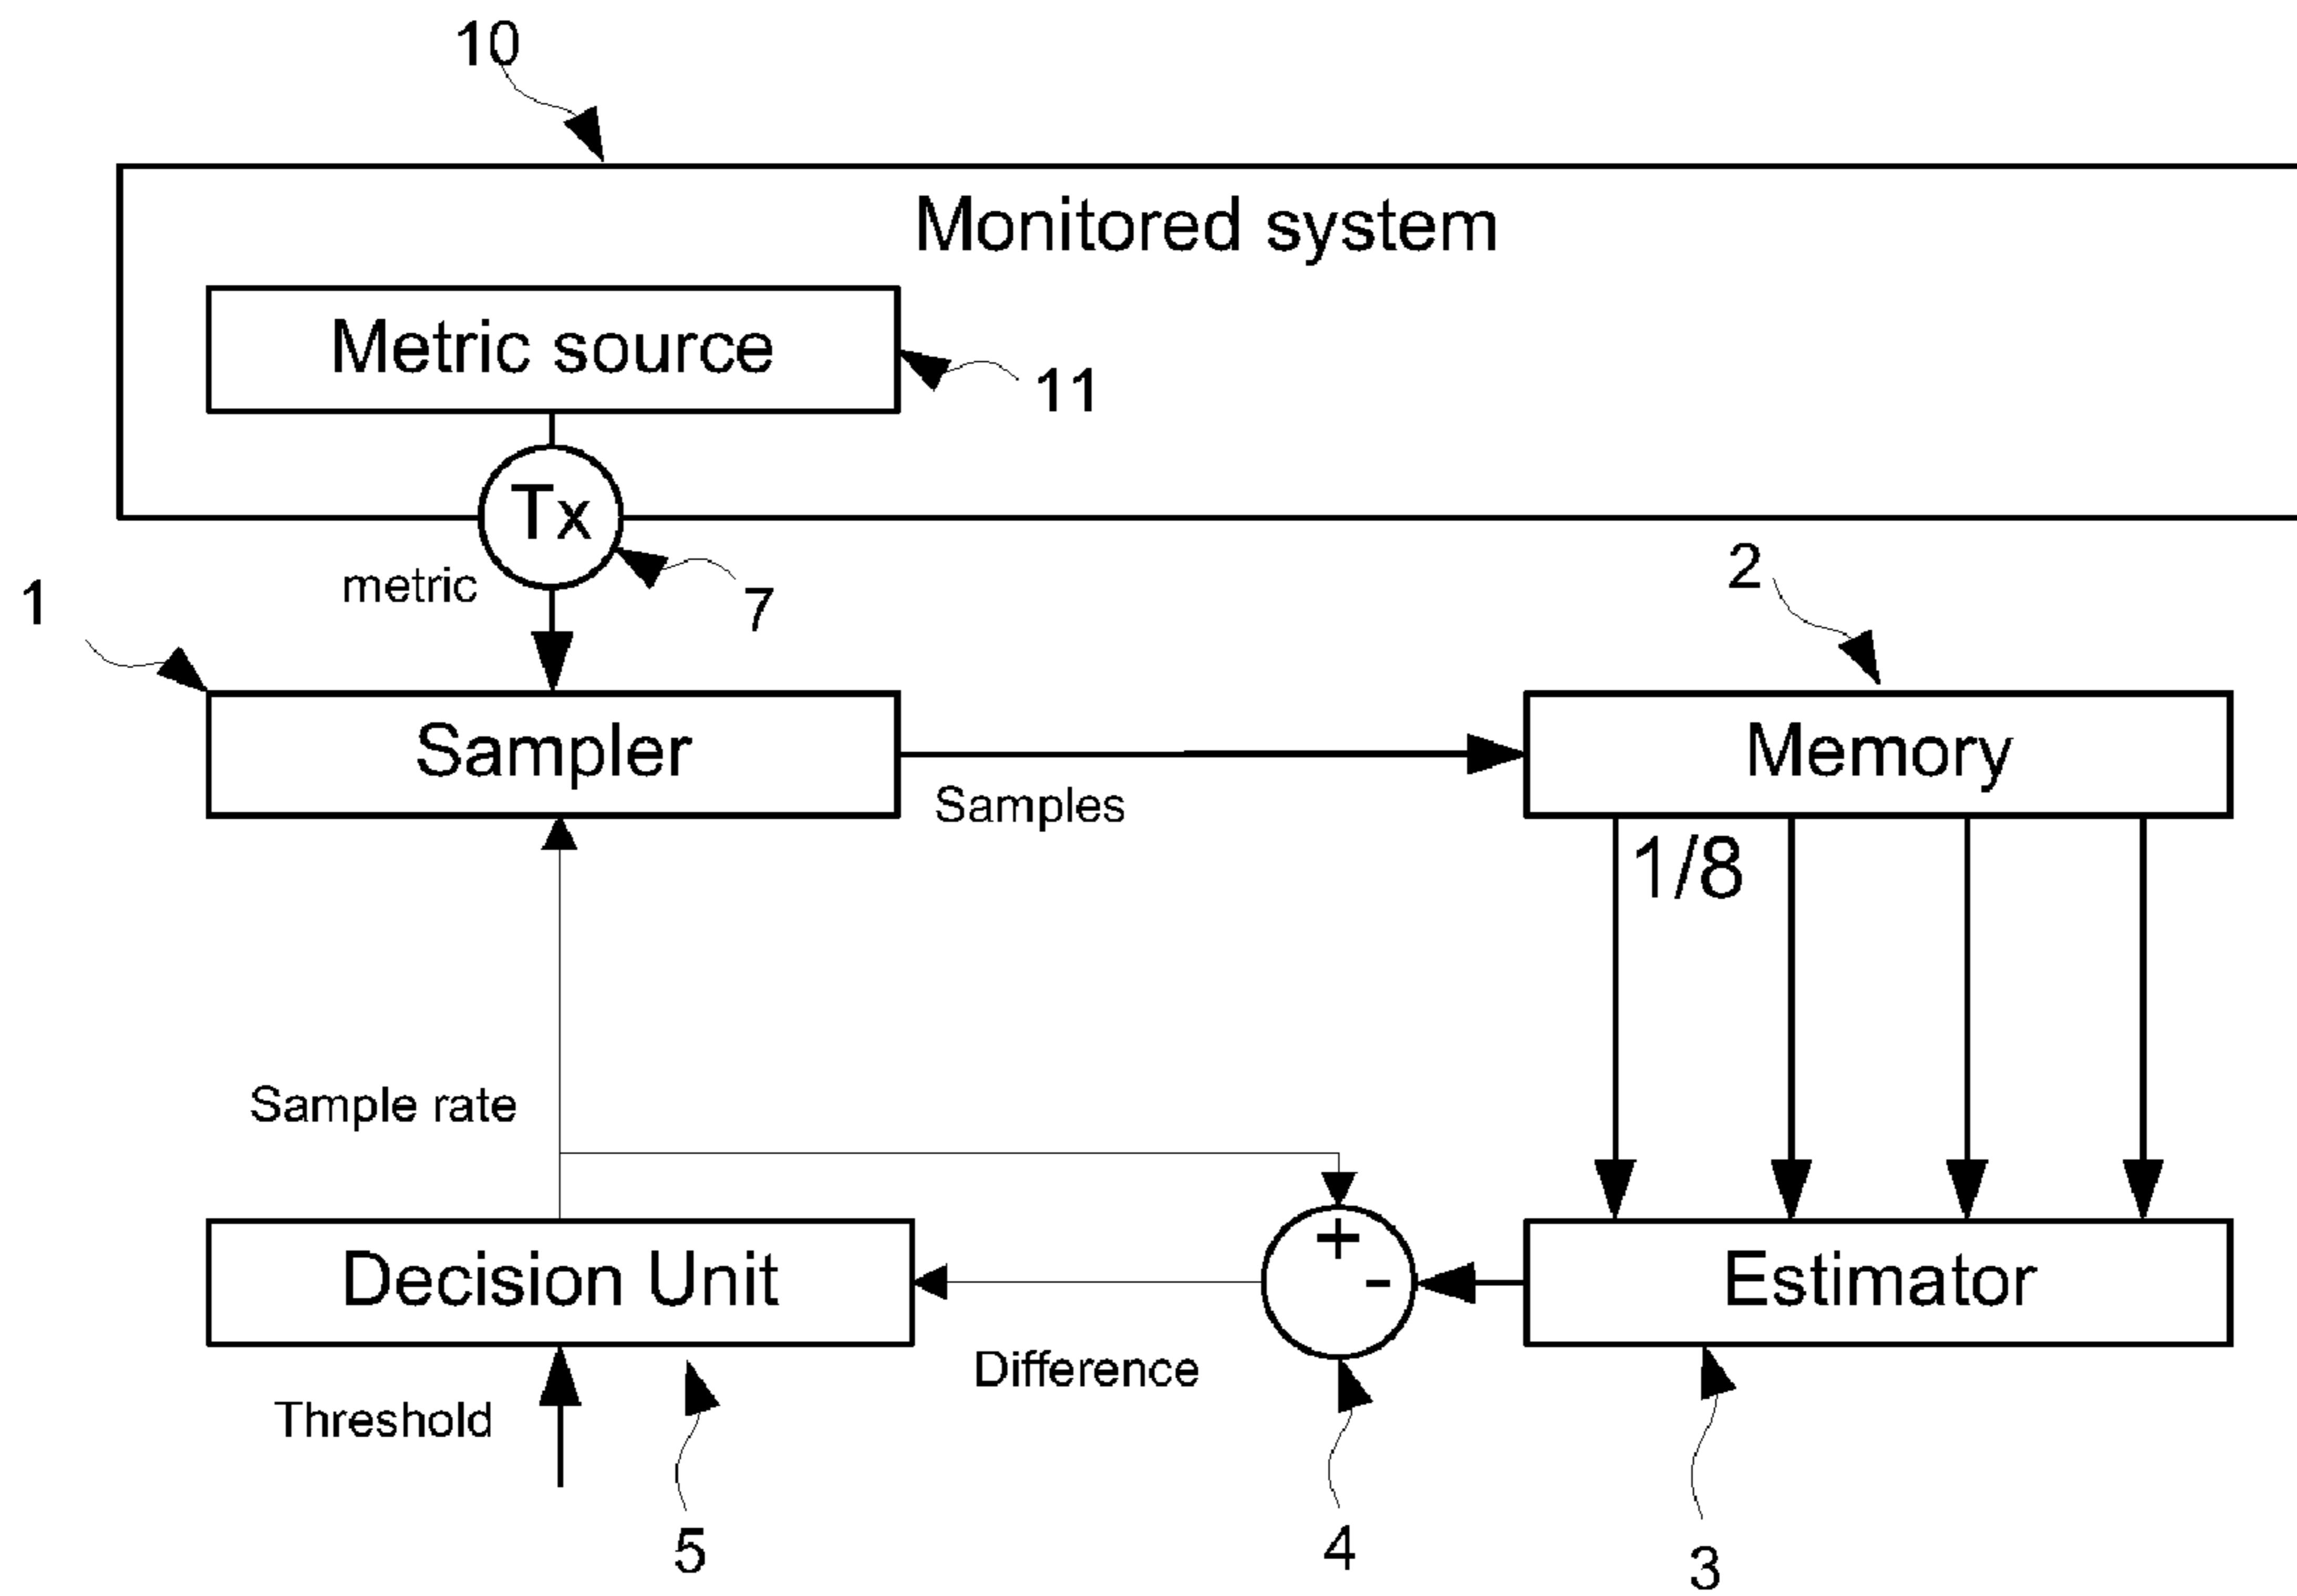 10
Monitored system
Metric source
11
Tx
metric
7
1
2
Sampler
Memory
Samples
1/8
Sample rate
+
-
Decision Unit
Estimator
Difference
Threshold
5
4
3